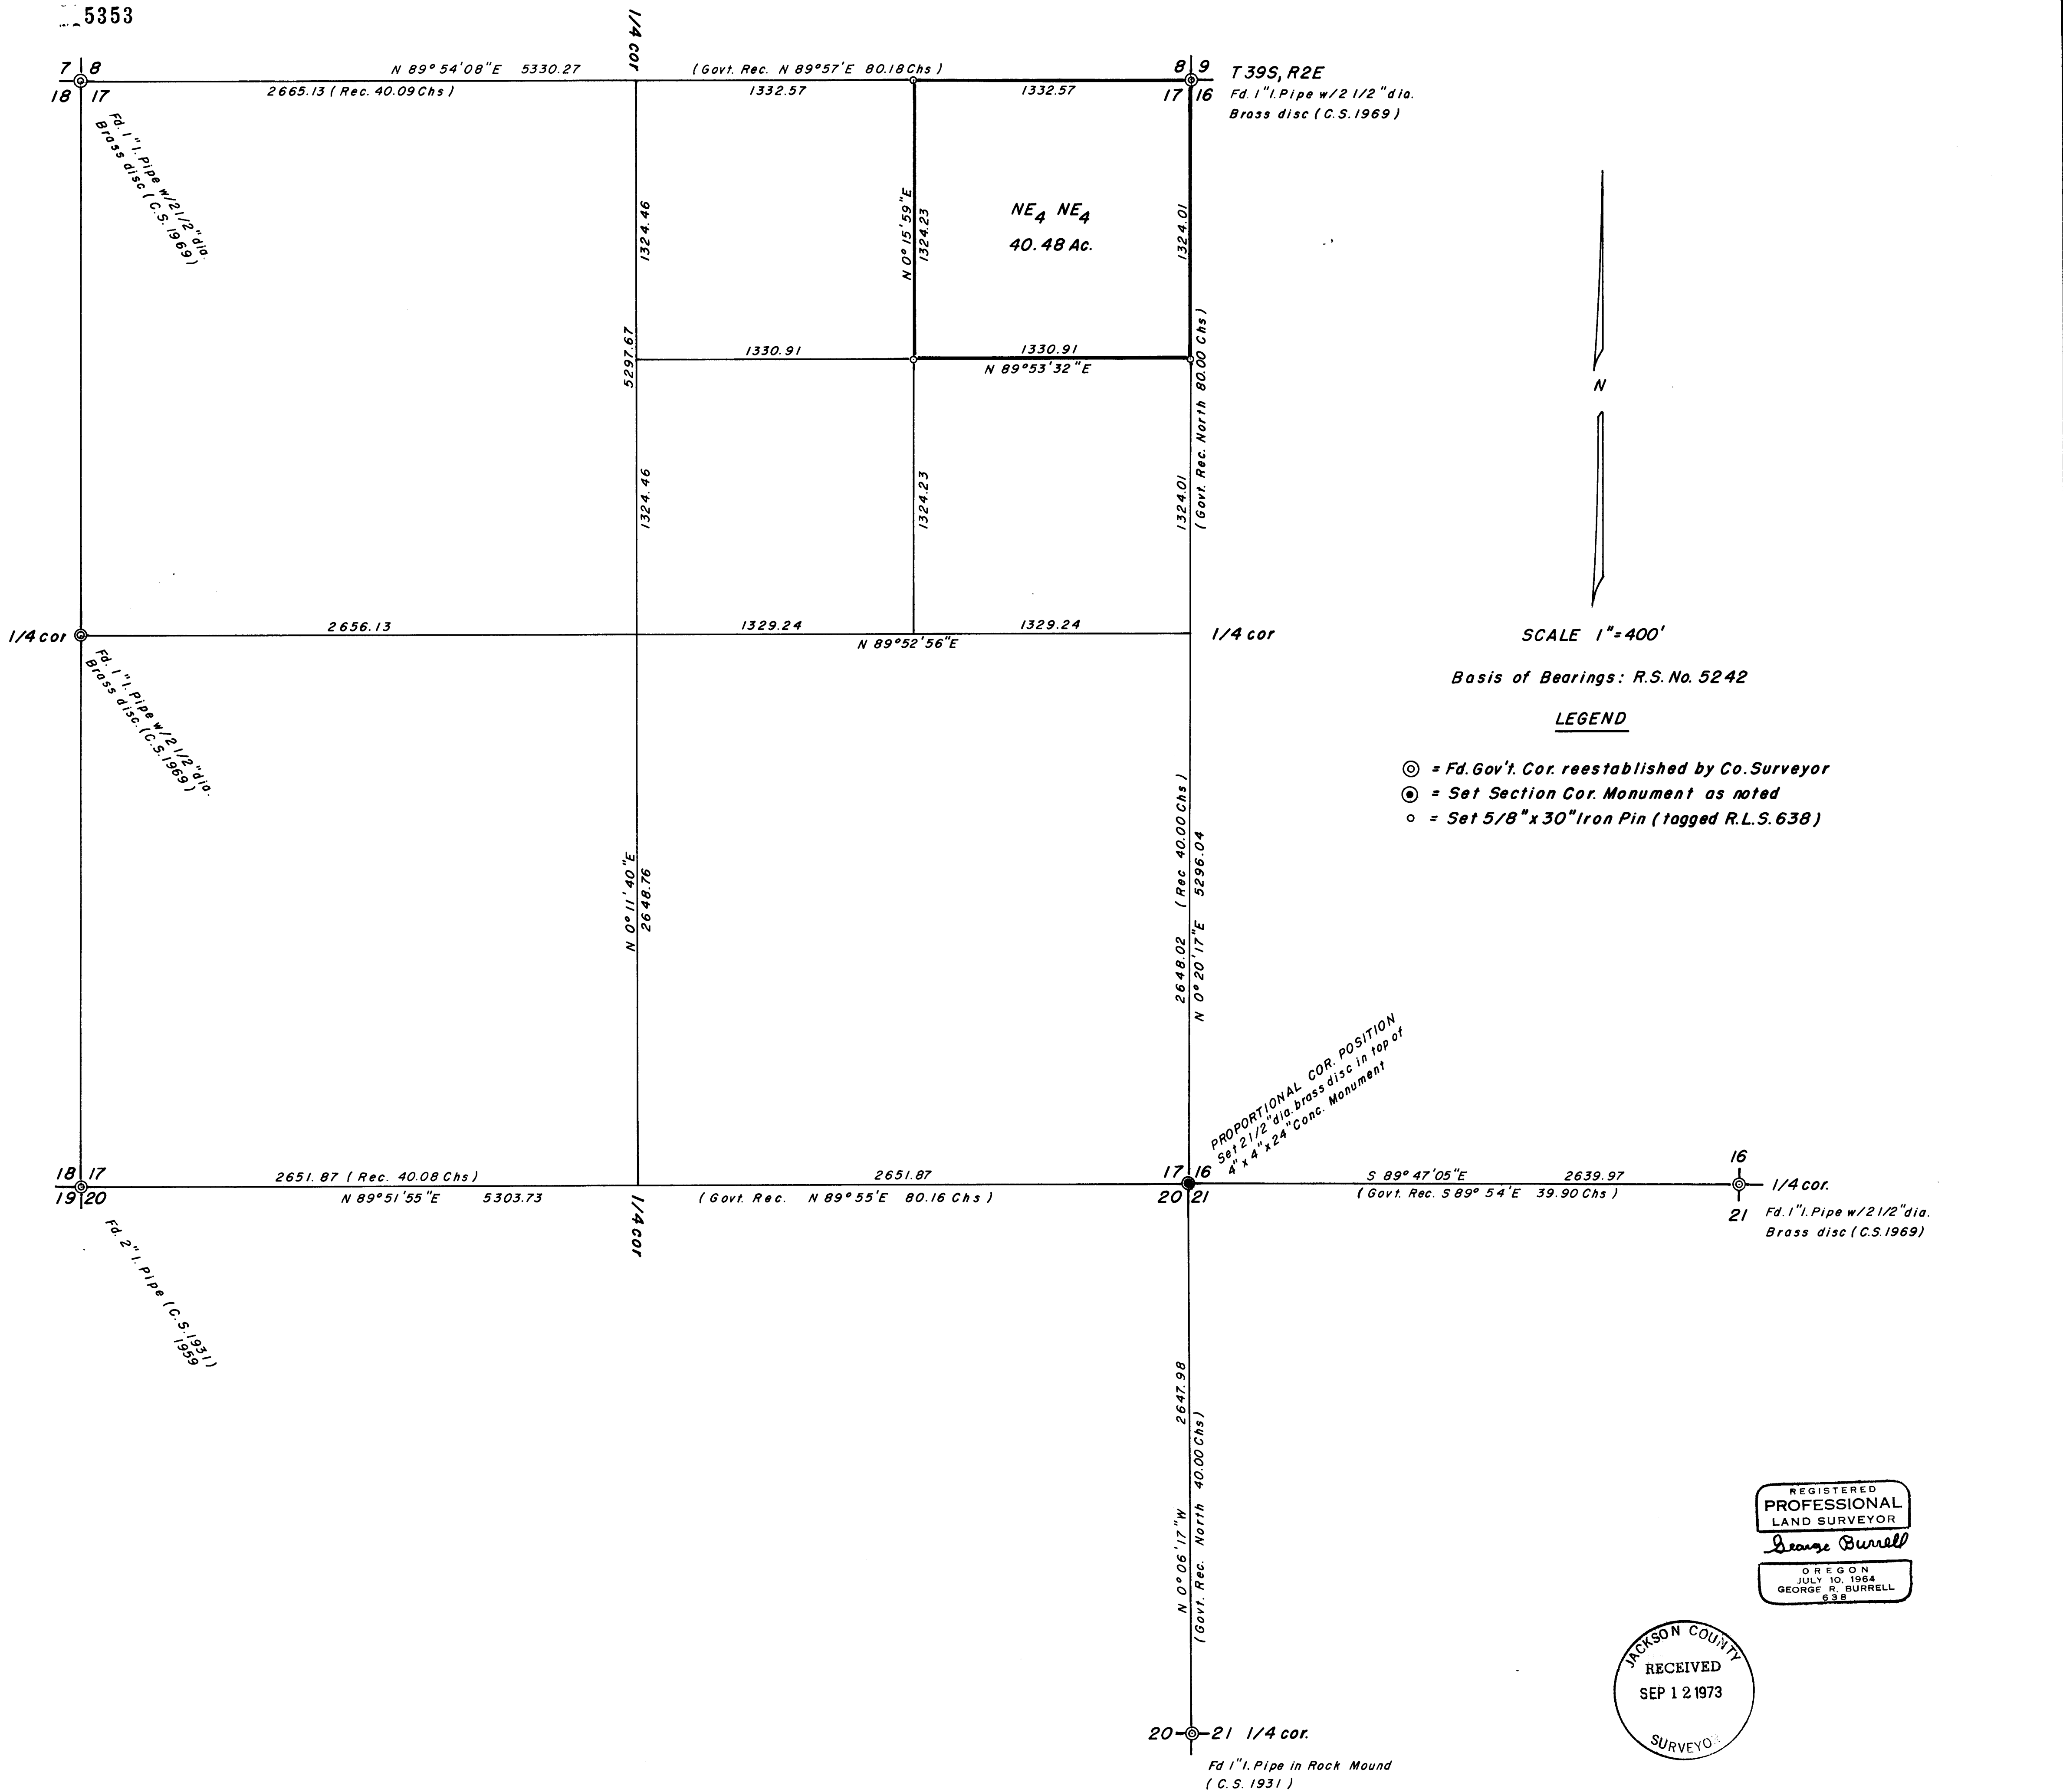 5353
1/4 cor
7 8
18 17
N 89°54'08"E 5330.27
(Govt. Rec. N 89°57'E 80.18 Chs)
2665.13 (Rec. 40.09 Chs)
1332.57
1332.57
8 9
17 16
T 39S, R2E
Fd. 1" I. Pipe w/2 1/2" dia.
Brass disc (C.S. 1969)
Fd. 1" I. Pipe w/2 1/2" dia.
Brass disc (C.S. 1969)
1324.46
N 0°15'59"E
1324.23
NE4 NE4
40.48 Ac.
1324.01
(Govt. Rec. North 80.00 Chs)
5297.67
1330.91
1330.91
N 89°53'32"E
N
1324.46
1324.23
1324.01
1/4 cor
2656.13
1329.24
1329.24
N 89°52'56"E
1/4 cor
Fd. 1" I. Pipe w/2 1/2" dia.
Brass disc. (C.S. 1969)
SCALE 1"=400'
Basis of Bearings: R.S. No. 5242
LEGEND
= Fd. Gov't. Cor. reestablished by Co. Surveyor
= Set Section Cor. Monument as noted
= Set 5/8" x 30" Iron Pin (tagged R.L.S. 638)
N 0°11'40"E
2648.76
2648.02 (Rec 40.00 Chs)
N 0°20'17"E 5296.04
PROPORTIONAL COR. POSITION
Set 2 1/2" dia. brass disc in top of
4" x 4" x 24" Conc. Monument
18 17
19 20
2651.87 (Rec. 40.08 Chs)
2651.87
N 89°51'55"E 5303.73
(Govt. Rec. N 89°55'E 80.16 Chs)
1/4 cor
17 16
20 21
S 89°47'05"E 2639.97
(Govt. Rec. S 89°54'E 39.90 Chs)
16
1/4 cor.
21
Fd. 1" I. Pipe w/2 1/2" dia.
Brass disc (C.S. 1969)
Fd. 2" I. Pipe (C.S. 1931)
1959
N 0°06'17"W 2647.98
(Govt. Rec. North 40.00 Chs)
20 21 1/4 cor.
Fd 1" I. Pipe in Rock Mound
(C.S. 1931)
REGISTERED
PROFESSIONAL
LAND SURVEYOR
George Burrell
OREGON
JULY 10, 1964
GEORGE R. BURRELL
638
JACKSON COUNTY
RECEIVED
SEP 12 1973
SURVEYOR